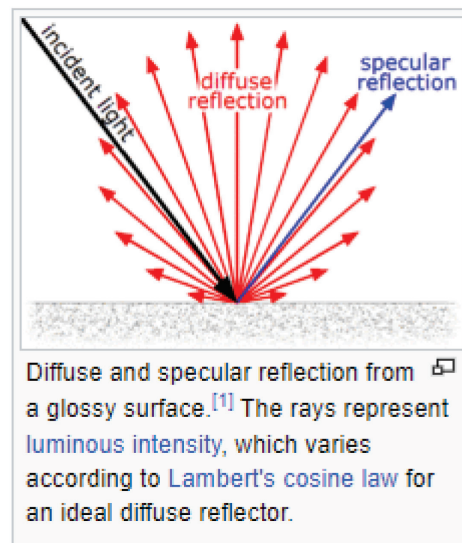 incident light
diffuse
reflection
specular
reflection
Diffuse and specular reflection from
a glossy surface.[1] The rays represent
luminous intensity, which varies
according to Lambert's cosine law for
an ideal diffuse reflector.